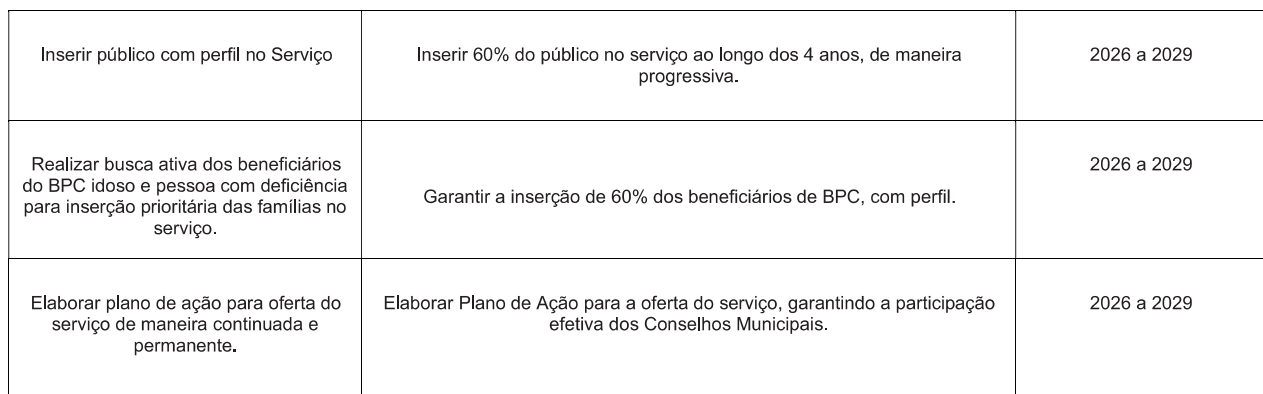 Inserir público com perfil no Serviço
Inserir 60% do público no serviço ao longo dos 4 anos, de maneira
progressiva.
2026 a 2029
Realizar busca ativa dos beneficiários
do BPC idoso e pessoa com deficiência
para inserção prioritária das famílias no
serviço.
Garantir a inserção de 60% dos beneficiários de BPC, com perfil.
2026 a 2029
Elaborar plano de ação para oferta do
serviço de maneira continuada e
permanente.
Elaborar Plano de Ação para a oferta do serviço, garantindo a participação
efetiva dos Conselhos Municipais.
2026 a 2029